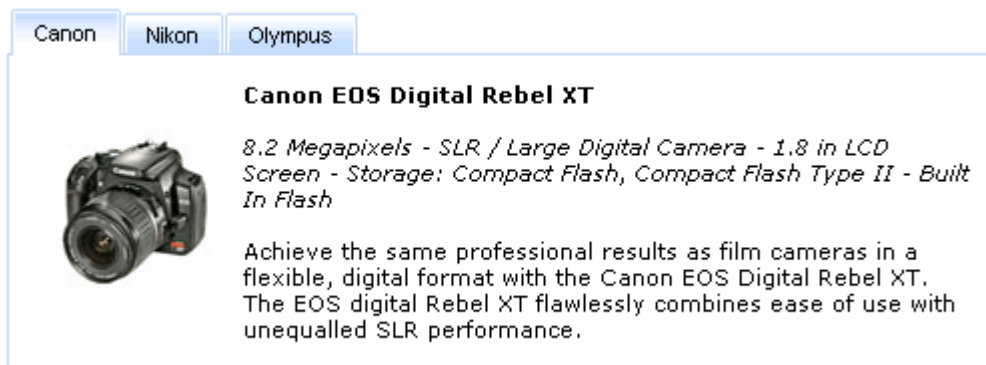 Canon Nikon Olympus
Canon EOS Digital Rebel XT
8.2 Megapixels - SLR / Large Digital Camera - 1.8 in LCD
Screen - Storage: Compact Flash, Compact Flash Type II - Built
In Flash
Achieve the same professional results as film cameras in a
flexible, digital format with the Canon EOS Digital Rebel XT.
The EOS digital Rebel XT flawlessly combines ease of use with
unequalled SLR performance.